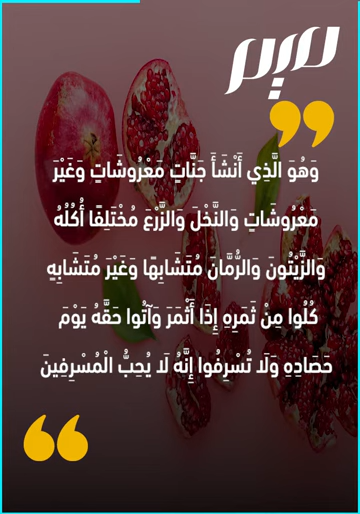 وَهُوَ الَّذِي أَنْشَأَ جَنَّاتٍ مَعْرُوشَاتٍ وَغَيْرَ
مَعْرُوشَاتٍ وَالنَّخْلَ وَالزَّرْعَ مُخْتَلِفًا أُكُلُهُ
وَالزَّيْتُونَ وَالرُّمَّانَ مُتَشَابِهًا وَغَيْرَ مُتَشَابِهٍ
كُلُوا مِنْ ثَمَرِهِ إِذَا أَثْمَرَ وَآتُوا حَقَّهُ يَوْمَ
حَصَادِهِ وَلَا تُسْرِفُوا إِنَّهُ لَا يُحِبُّ الْمُسْرِفِينَ